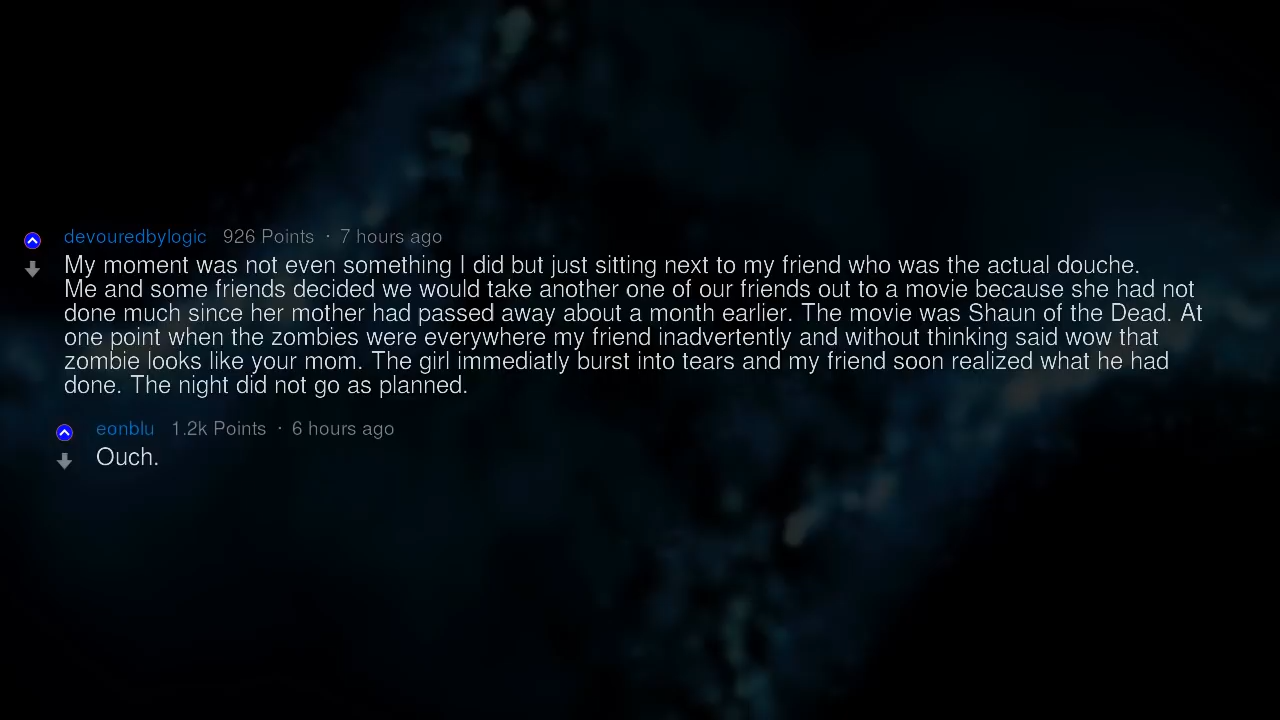 devouredbylogic 926 Points · 7 hours ago
My moment was not even something I did but just sitting next to my friend who was the actual douche.
Me and some friends decided we would take another one of our friends out to a movie because she had not
done much since her mother had passed away about a month earlier. The movie was Shaun of the Dead. At
one point when the zombies were everywhere my friend inadvertently and without thinking said wow that
zombie looks like your mom. The girl immediatly burst into tears and my friend soon realized what he had
done. The night did not go as planned.
eonblu 1.2k Points · 6 hours ago
Ouch.